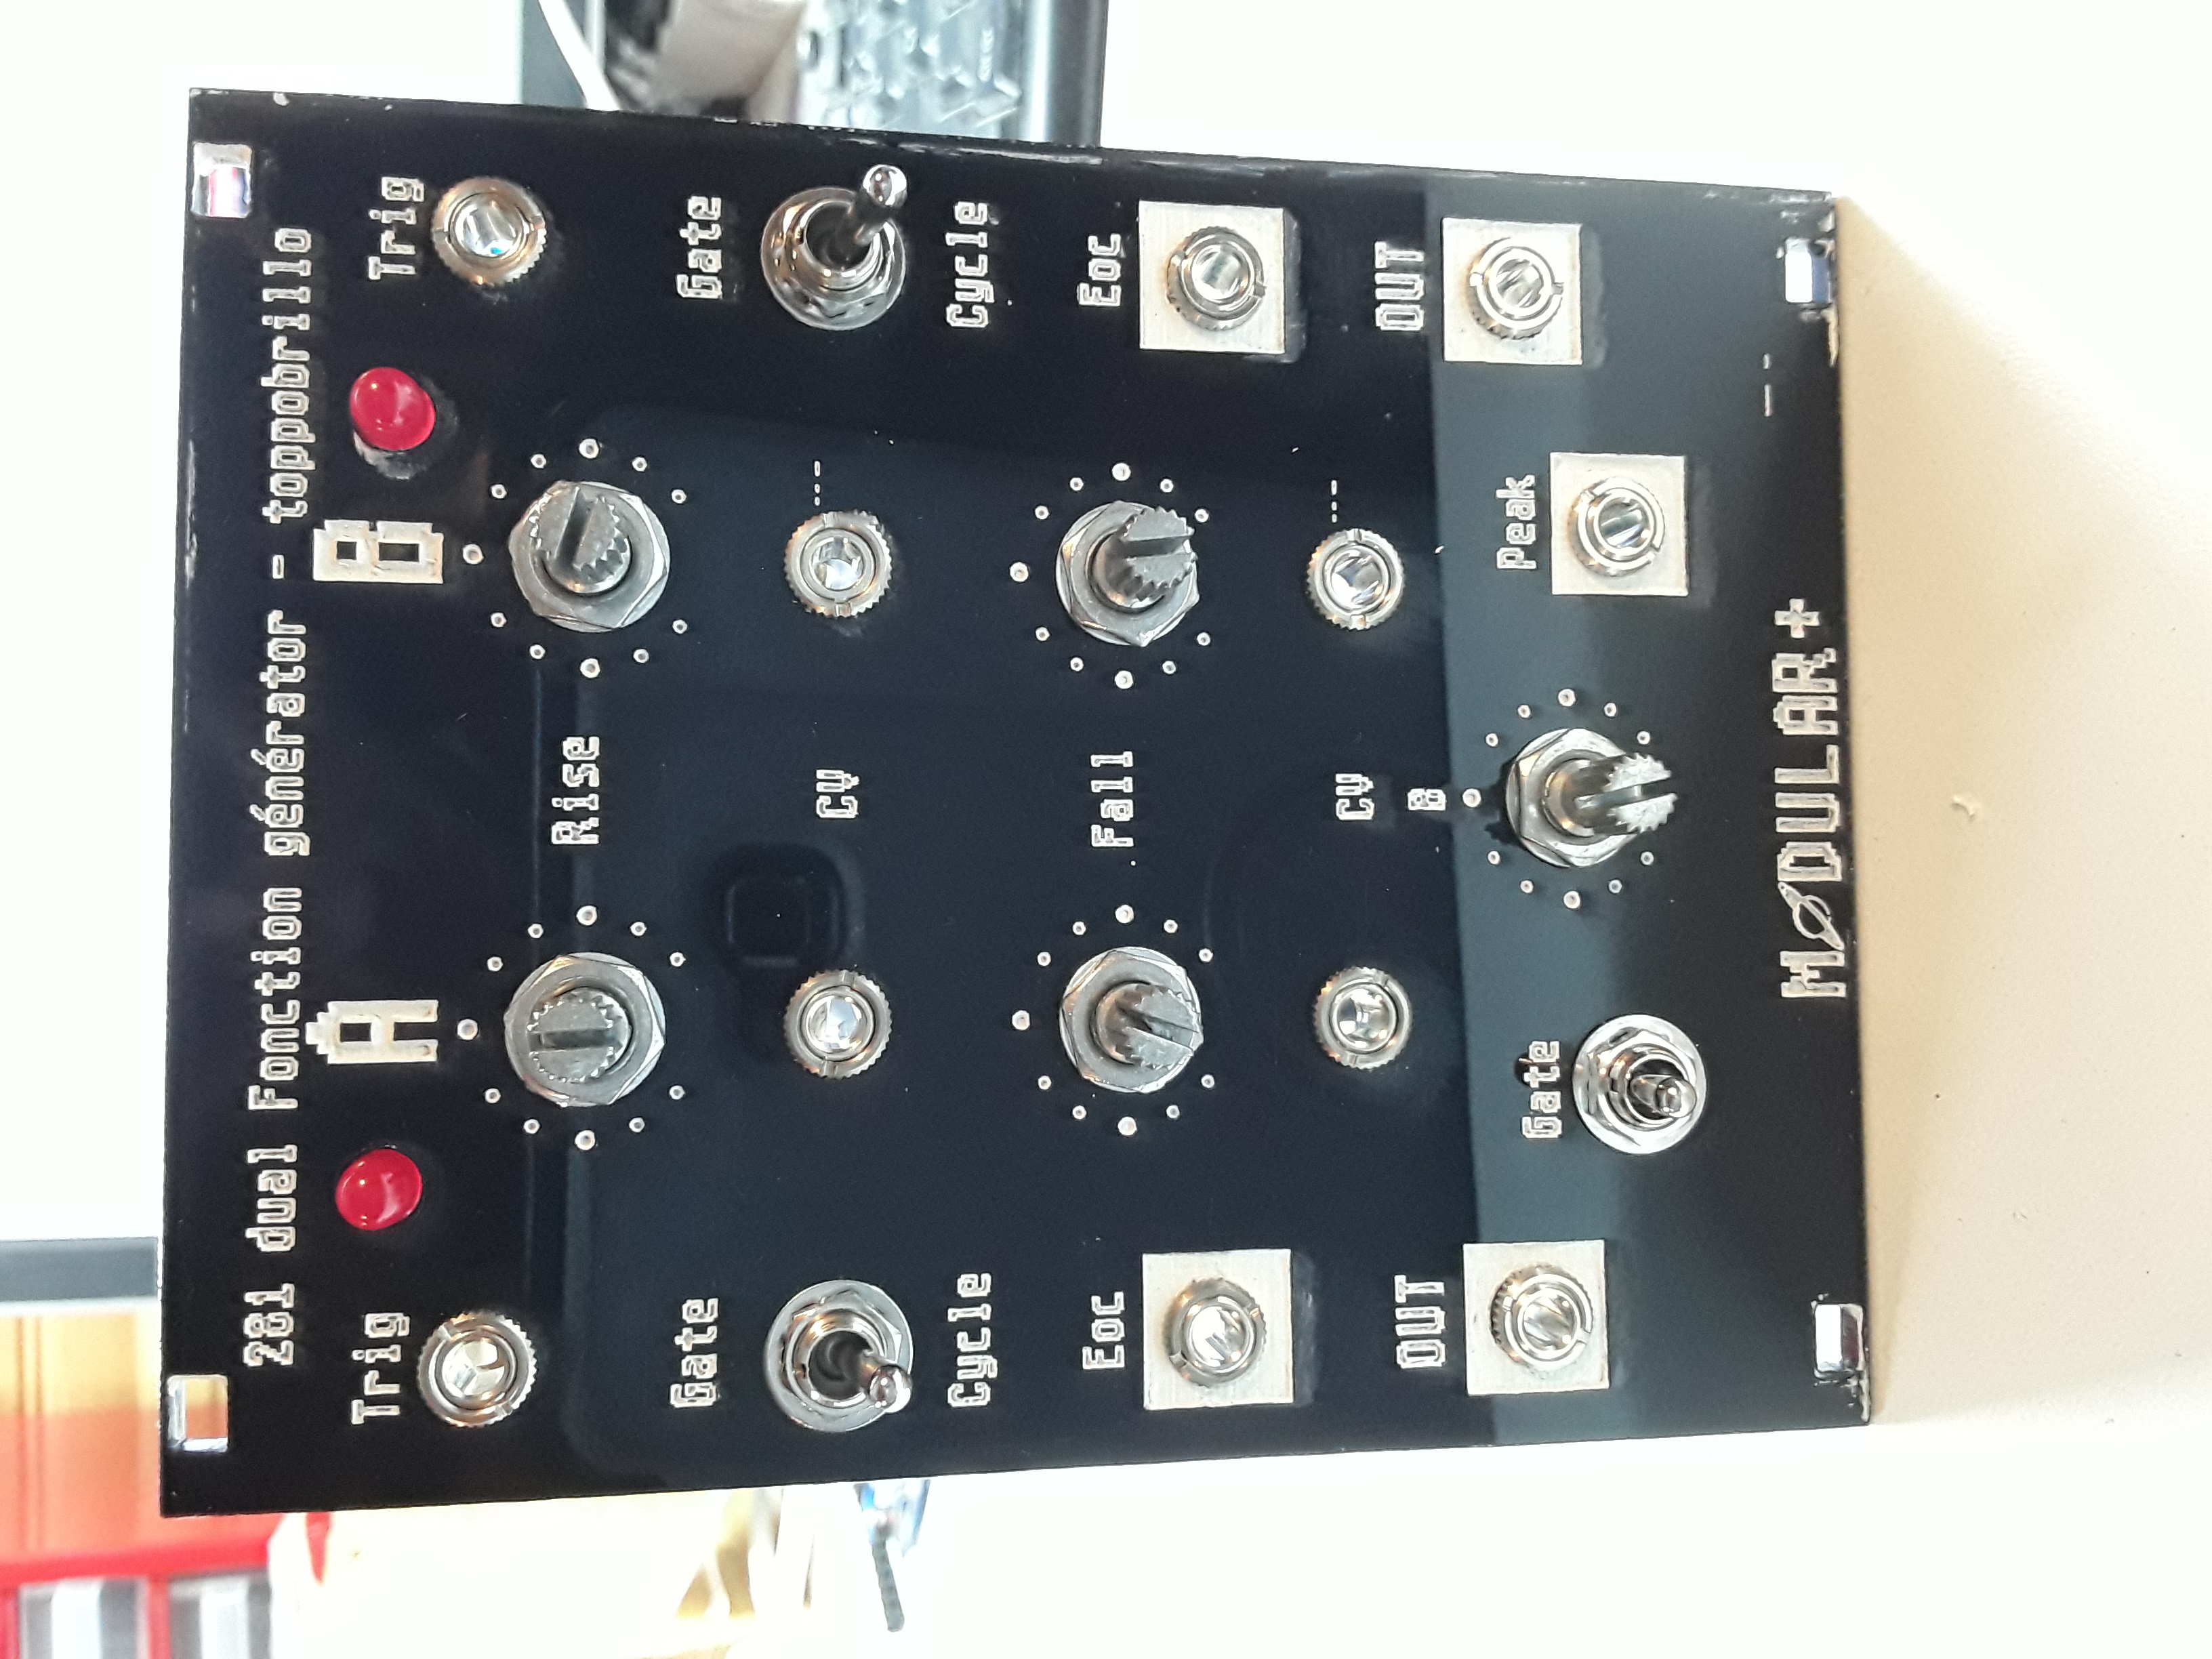 281 dual Fonction générator - toppobrillo
A B
Trig Trig
Rise
Gate Gate
CV
Cycle Cycle
Eoc Fall Eoc
CV
OUT OUT
B
Gate Peak
MODULAR+